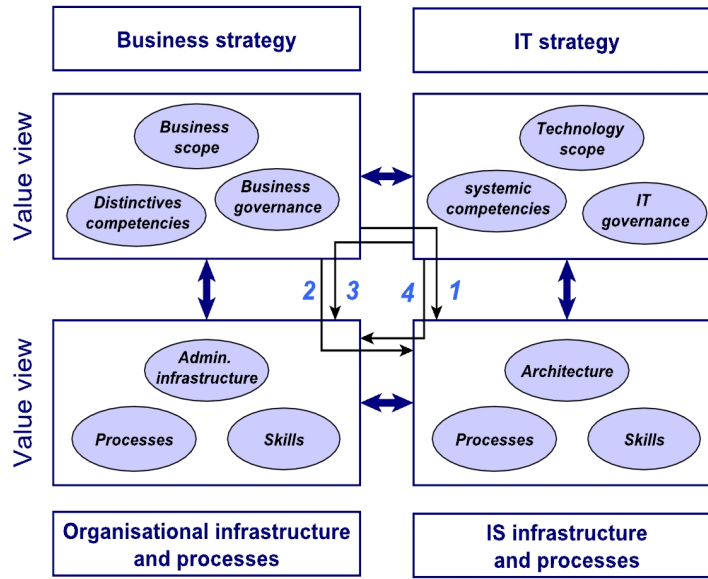 Business strategy
IT strategy
Value view
Business
scope
Distinctives
competencies
Business
governance
Technology
scope
systemic
competencies
IT
governance
2
3
4
1
Value view
Admin.
infrastructure
Processes
Skills
Architecture
Processes
Skills
Organisational infrastructure
and processes
IS infrastructure
and processes